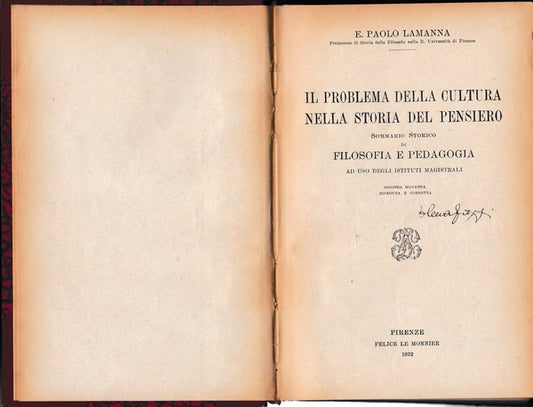 E. PAOLO LAMANNA
Professore di Storia della Filosofia nella R. Università di Firenze
IL PROBLEMA DELLA CULTURA
NELLA STORIA DEL PENSIERO
SOMMARIO STORICO
DI
FILOSOFIA E PEDAGOGIA
AD USO DEGLI ISTITUTI MAGISTRALI
SECONDA RISTAMPA
RIVEDUTA E CORRETTA
FIRENZE
FELICE LE MONNIER
1932